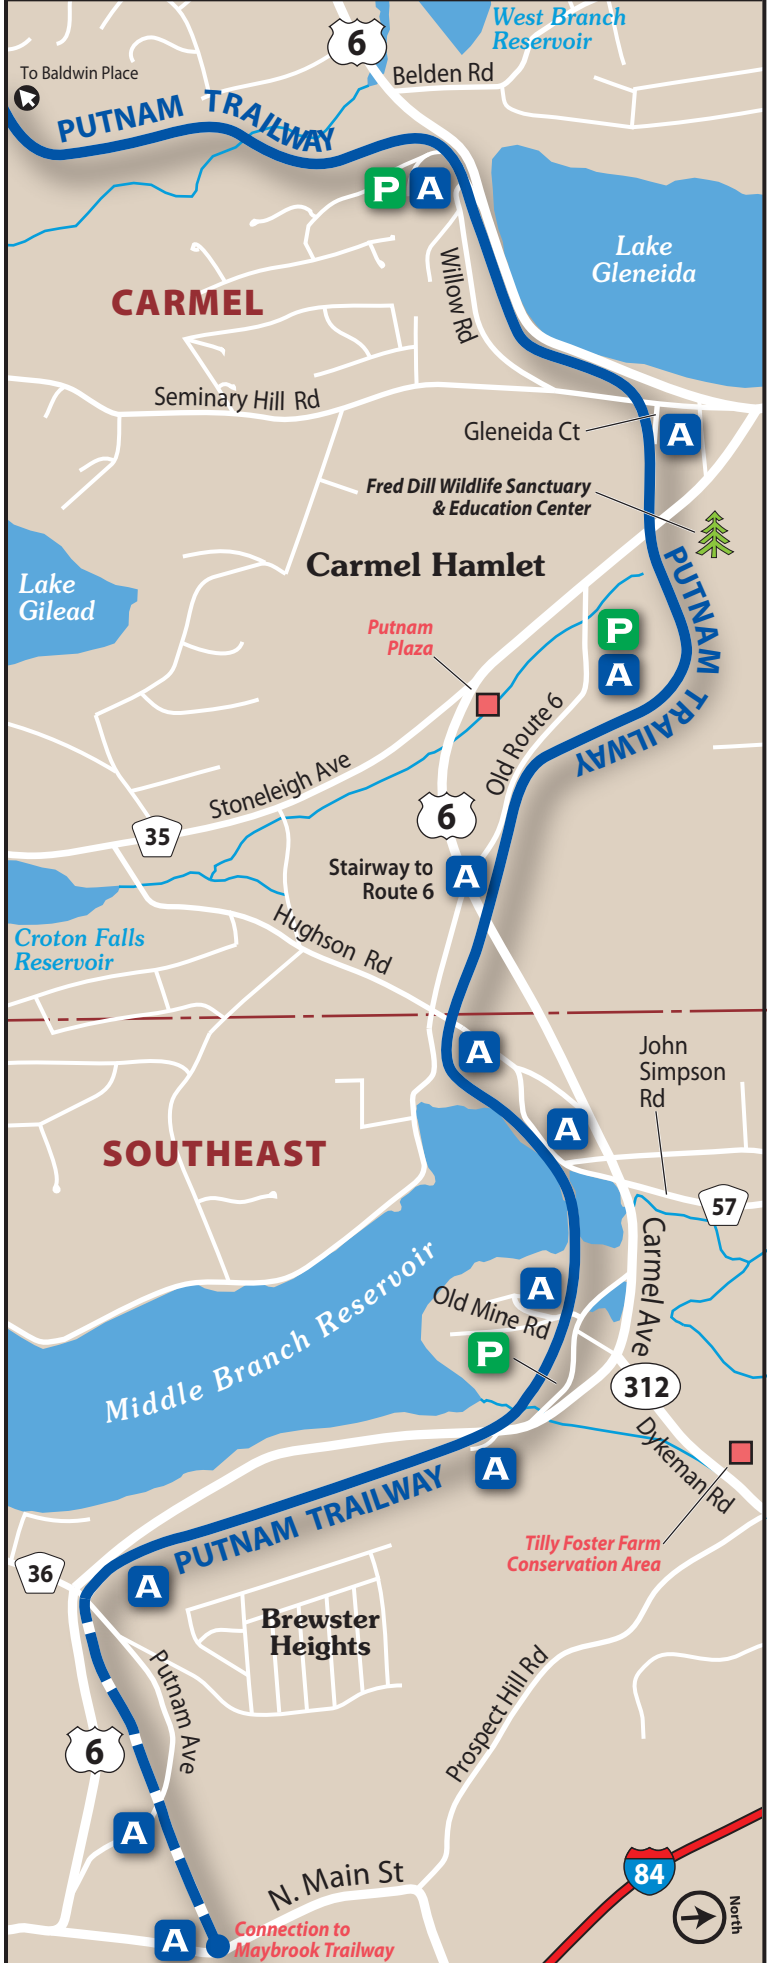 West Branch
Reservoir
6
Belden Rd
To Baldwin Place
PUTNAM TRAILWAY
P A
Lake
Gleneida
Willow Rd
CARMEL
Seminary Hill Rd
Gleneida Ct
A
Fred Dill Wildlife Sanctuary
& Education Center
Carmel Hamlet
Lake
Gilead
PUTNAM TRAILWAY
P
A
Putnam
Plaza
Old Route 6
Stoneleigh Ave
6
35
Stairway to
Route 6
A
Croton Falls
Reservoir
Hughson Rd
A
John
Simpson
Rd
A
SOUTHEAST
57
Carmel Ave
Middle Branch Reservoir
A
Old Mine Rd
P
312
Dykeman Rd
A
PUTNAM TRAILWAY
Tilly Foster Farm
Conservation Area
36
A
Brewster
Heights
Putnam Ave
Prospect Hill Rd
6
A
84
N. Main St
North
A
Connection to
Maybrook Trailway